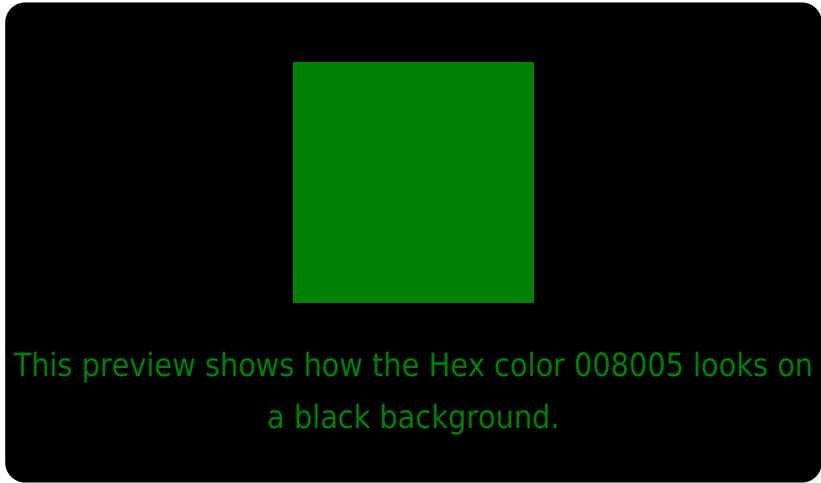 This preview shows how the Hex color 008005 looks on
a black background.